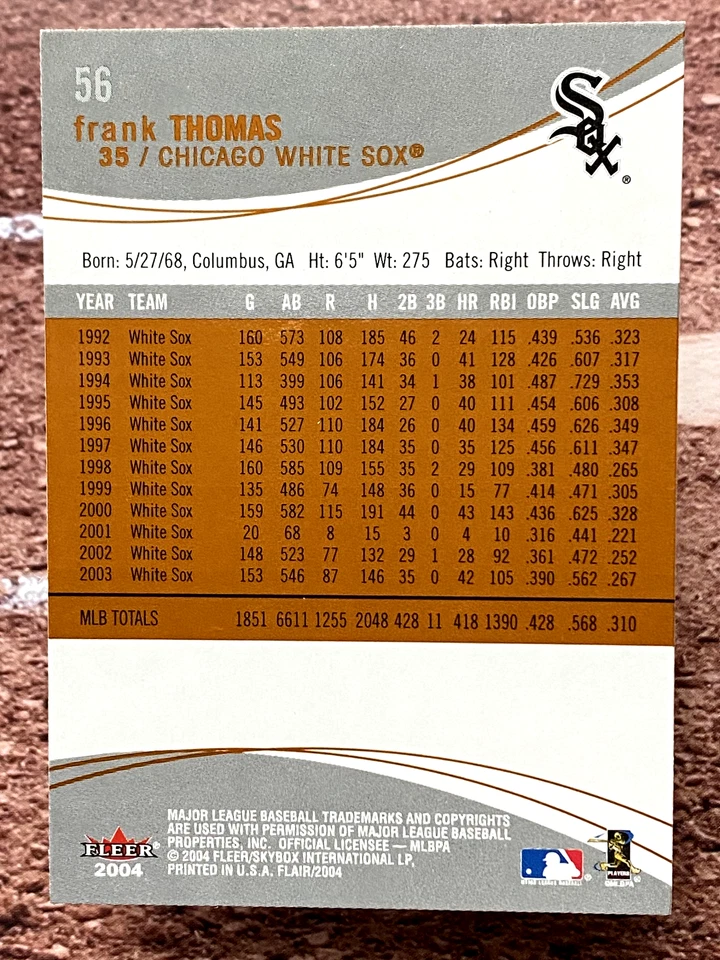 56
frank THOMAS
35 / CHICAGO WHITE SOX®
Sox ®
Born: 5/27/68, Columbus, GA Ht: 6'5" Wt: 275 Bats: Right Throws: Right
YEAR TEAM G AB R H 2B 3B HR RBI OBP SLG AVG
1992 White Sox 160 573 108 185 46 2 24 115 .439 .536 .323
1993 White Sox 153 549 106 174 36 0 41 128 .426 .607 .317
1994 White Sox 113 399 106 141 34 1 38 101 .487 .729 .353
1995 White Sox 145 493 102 152 27 0 40 111 .454 .606 .308
1996 White Sox 141 527 110 184 26 0 40 134 .459 .626 .349
1997 White Sox 146 530 110 184 35 0 35 125 .456 .611 .347
1998 White Sox 160 585 109 155 35 2 29 109 .381 .480 .265
1999 White Sox 135 486 74 148 36 0 15 77 .414 .471 .305
2000 White Sox 159 582 115 191 44 0 43 143 .436 .625 .328
2001 White Sox 20 68 8 15 3 0 4 10 .316 .441 .221
2002 White Sox 148 523 77 132 29 1 28 92 .361 .472 .252
2003 White Sox 153 546 87 146 35 0 42 105 .390 .562 .267
MLB TOTALS 1851 6611 1255 2048 428 11 418 1390 .428 .568 .310
MAJOR LEAGUE BASEBALL TRADEMARKS AND COPYRIGHTS
ARE USED WITH PERMISSION OF MAJOR LEAGUE BASEBALL
PROPERTIES, INC. OFFICIAL LICENSEE — MLBPA
© 2004 FLEER/SKYBOX INTERNATIONAL LP,
PRINTED IN U.S.A. FLAIR/2004
FLEER
2004
PLAYERS